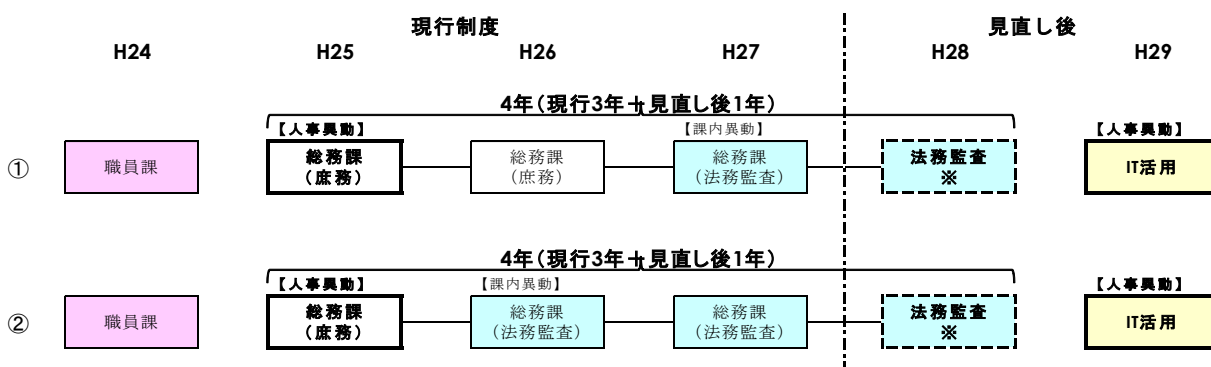 現行制度 見直し後
H24 H25 H26 H27 H28 H29
4年(現行3年+見直し後1年)
【人事異動】 【課内異動】 【人事異動】
① 職員課 総務課 総務課 総務課 法務監査 IT活用
(庶務) (庶務) (法務監査) ※
4年(現行3年+見直し後1年)
【人事異動】 【課内異動】 【人事異動】
② 職員課 総務課 総務課 総務課 法務監査 IT活用
(庶務) (法務監査) (法務監査) ※